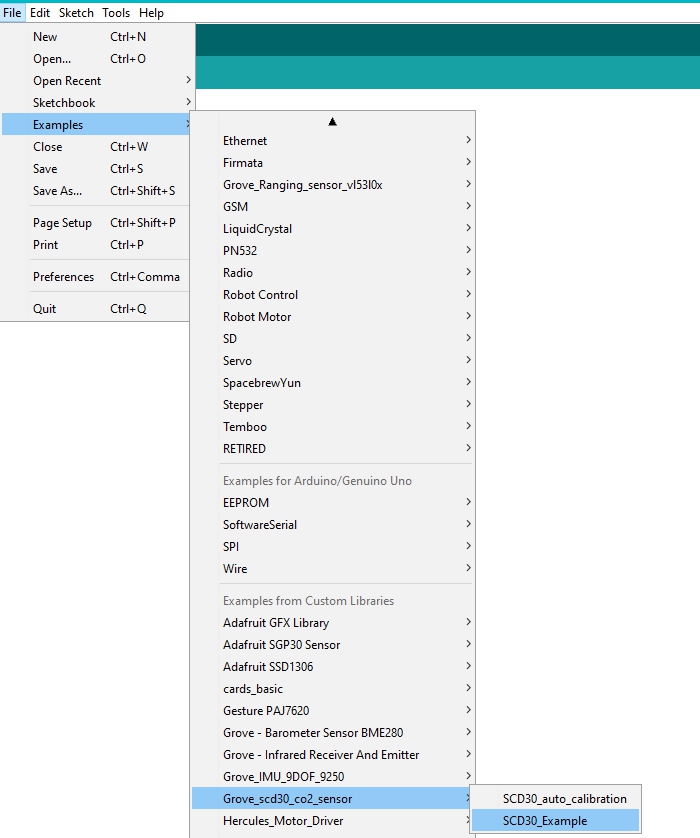 File Edit Sketch Tools Help
New Ctrl+N
Open... Ctrl+O
Open Recent
Sketchbook
Examples
Close Ctrl+W
Save Ctrl+S
Save As... Ctrl+Shift+S
Page Setup Ctrl+Shift+P
Print Ctrl+P
Preferences Ctrl+Comma
Quit Ctrl+Q
Ethernet
Firmata
Grove_Ranging_sensor_vl53l0x
GSM
LiquidCrystal
PN532
Radio
Robot Control
Robot Motor
SD
Servo
SpacebrewYun
Stepper
Temboo
RETIRED
Examples for Arduino/Genuino Uno
EEPROM
SoftwareSerial
SPI
Wire
Examples from Custom Libraries
Adafruit GFX Library
Adafruit SGP30 Sensor
Adafruit SSD1306
cards_basic
Gesture PAJ7620
Grove - Barometer Sensor BME280
Grove - Infrared Receiver And Emitter
Grove_IMU_9DOF_9250
Grove_scd30_co2_sensor
Hercules_Motor_Driver
SCD30_auto_calibration
SCD30_Example